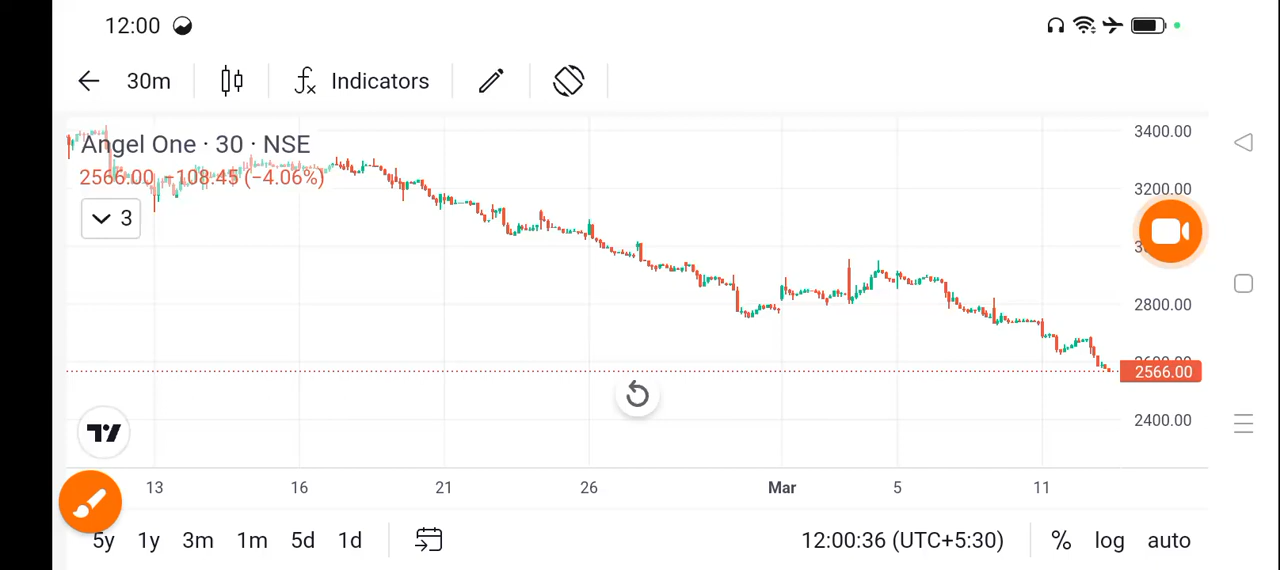 12:00
30m
Indicators
Angel One · 30 · NSE
2566.00 −108.45 (−4.06%)
3
3400.00
3200.00
2800.00
2566.00
2400.00
13 16 21 26 Mar 5 11
5y 1y 3m 1m 5d 1d
12:00:36 (UTC+5:30) % log auto